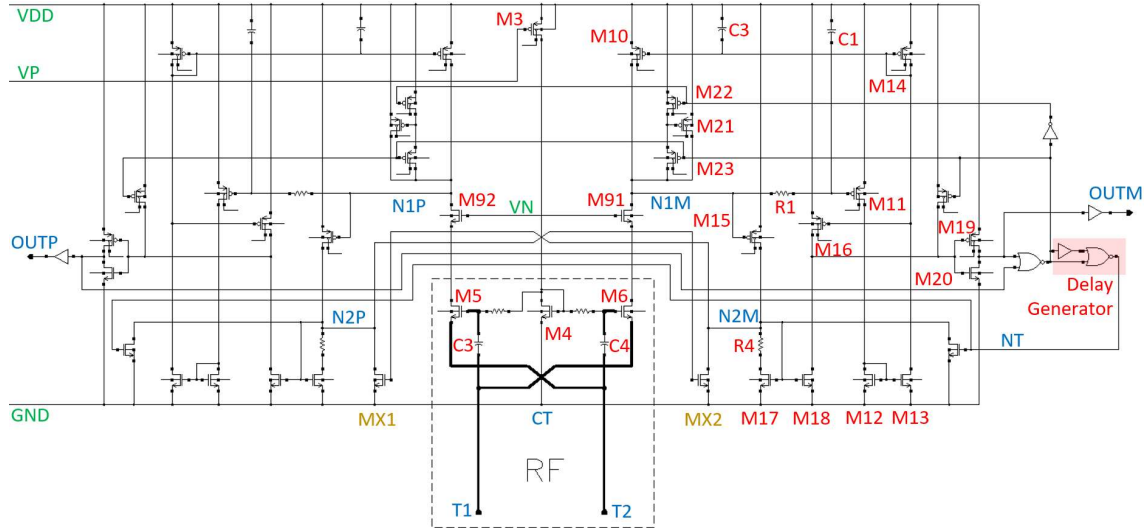 VDD
M3
M10
C3
C1
VP
M14
M22
M21
M23
N1P
M92
VN
M91
N1M
M15
R1
M11
OUTM
M16
M19
OUTP
M20
Delay
Generator
M5
M6
N2P
M4
N2M
C3
C4
R4
NT
GND
MX1
CT
MX2
M17
M18
M12
M13
RF
T1
T2